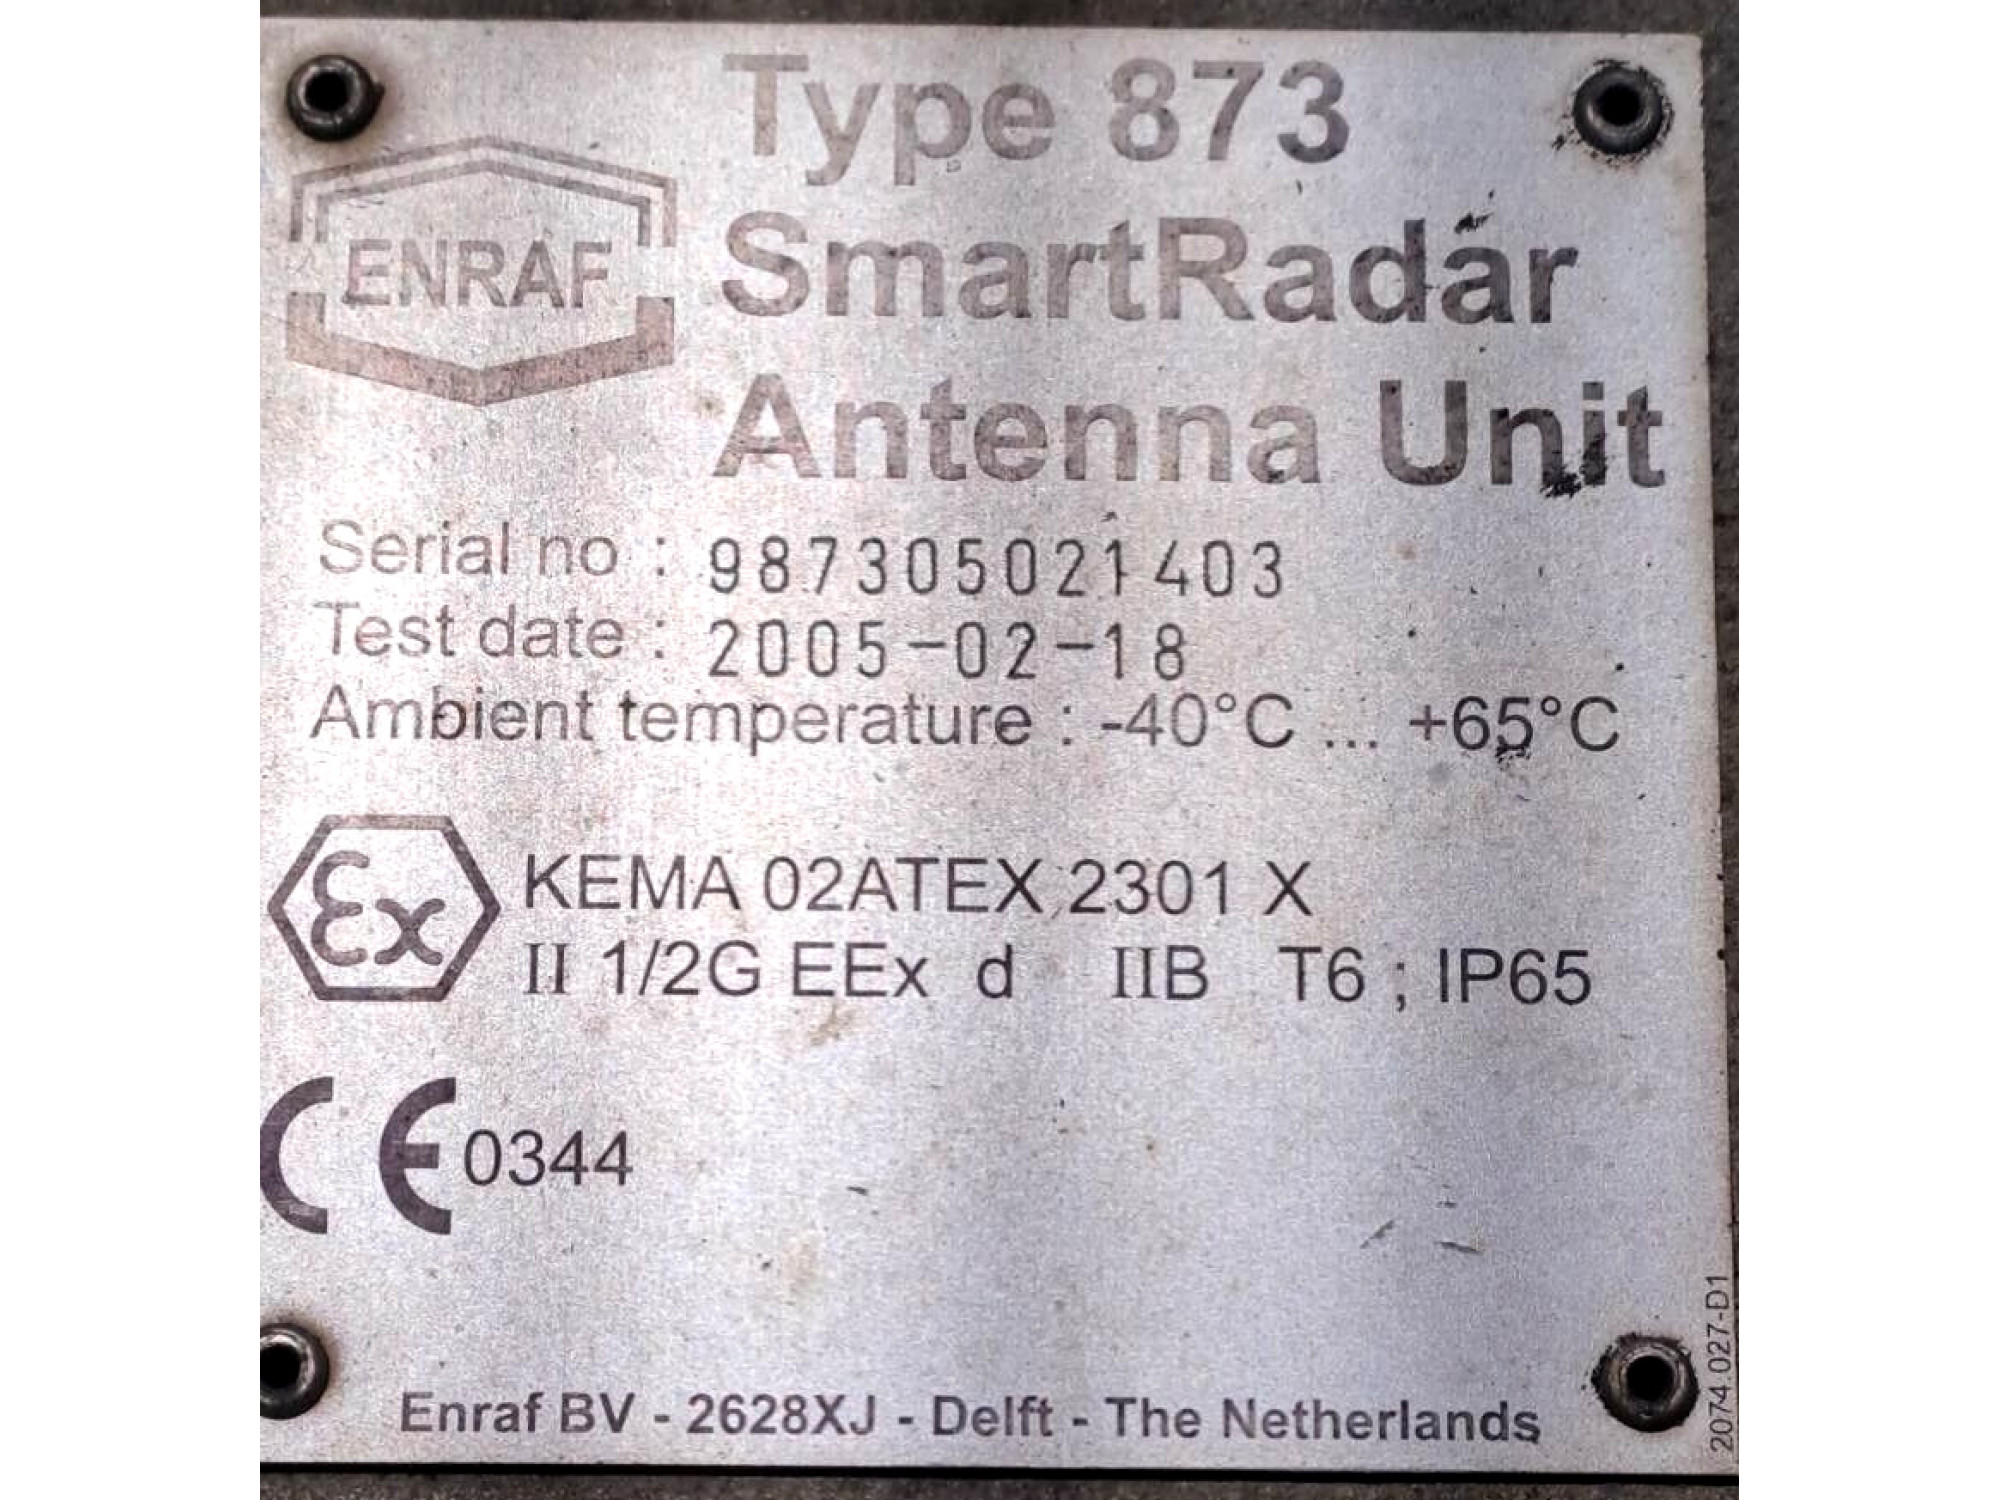 Type 873
ENRAF
SmartRadar
Antenna Unit
Serial no : 987305021403
Test date : 2005-02-18
Ambient temperature : -40°C ... +65°C
Ex KEMA 02ATEX 2301 X
II 1/2G EEx d IIB T6 ; IP65
CE 0344
Enraf BV - 2628XJ - Delft - The Netherlands
2074.027-D1